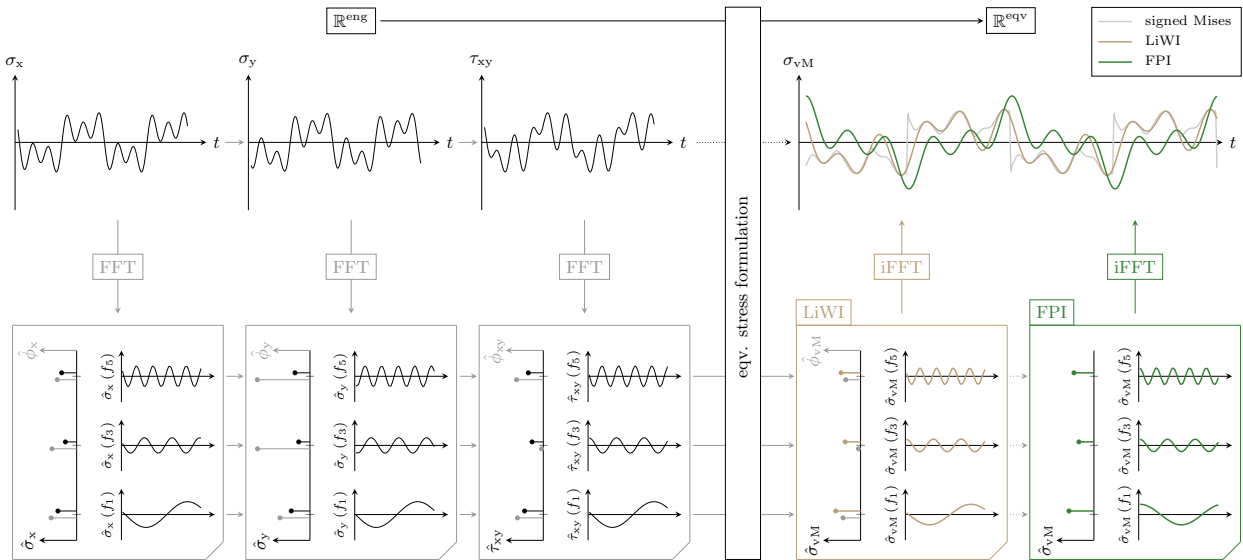 ℝ^eng
ℝ^eqv
signed Mises
LiWI
FPI
σ_x
σ_y
τ_xy
σ_vM
t
t
t
t
eqv. stress formulation
FFT
FFT
FFT
iFFT
iFFT
LiWI
FPI
φ̂_x
σ̂_x (f_5)
σ̂_x (f_3)
σ̂_x (f_1)
σ̂_x
φ̂_y
σ̂_y (f_5)
σ̂_y (f_3)
σ̂_y (f_1)
σ̂_y
φ̂_xy
τ̂_xy (f_5)
τ̂_xy (f_3)
τ̂_xy (f_1)
τ̂_xy
φ̂_vM
σ̂_vM (f_5)
σ̂_vM (f_3)
σ̂_vM (f_1)
σ̂_vM
σ̂_vM (f_5)
σ̂_vM (f_3)
σ̂_vM (f_1)
σ̂_vM